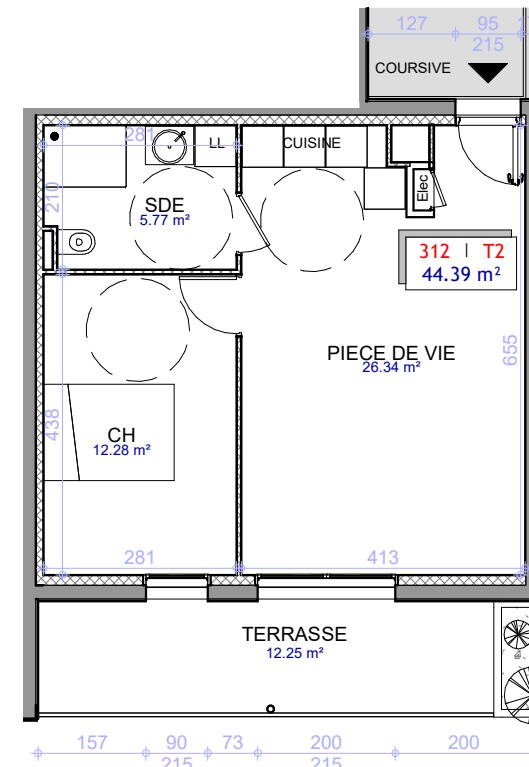 127
95
215
COURSIVE
281
LL
CUISINE
210
SDE
5.77 m²
Elec
312 | T2
44.39 m²
655
PIECE DE VIE
26.34 m²
438
CH
12.28 m²
281
413
TERRASSE
12.25 m²
157
90
73
200
200
215
215